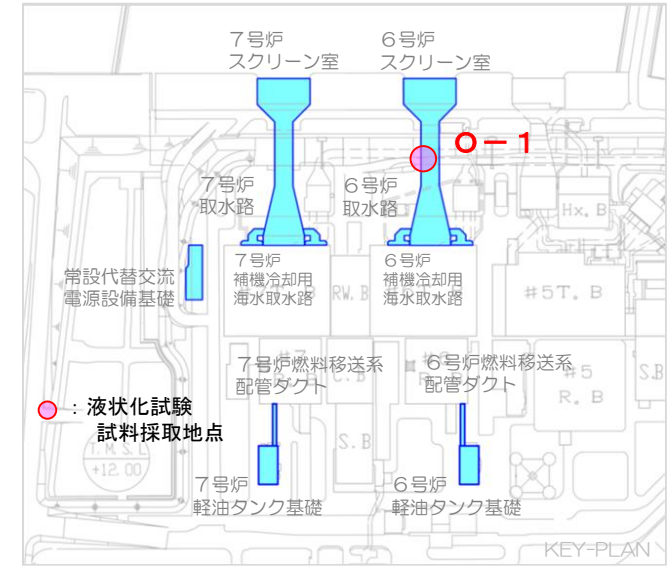 7号炉
スクリーン室
6号炉
スクリーン室
O-1
7号炉
取水路
6号炉
取水路
Hx.B
常設代替交流
電源設備基礎
7号炉
補機冷却用
海水取水路
RW.B
6号炉
補機冷却用
海水取水路
#5T.B
7号炉燃料移送系
配管ダクト
6号炉燃料移送系
配管ダクト
C.B
#5
R.B
S.B
：液状化試験
試料採取地点
T.M.S.L
+12.00
S.B
7号炉
軽油タンク基礎
6号炉
軽油タンク基礎
KEY-PLAN